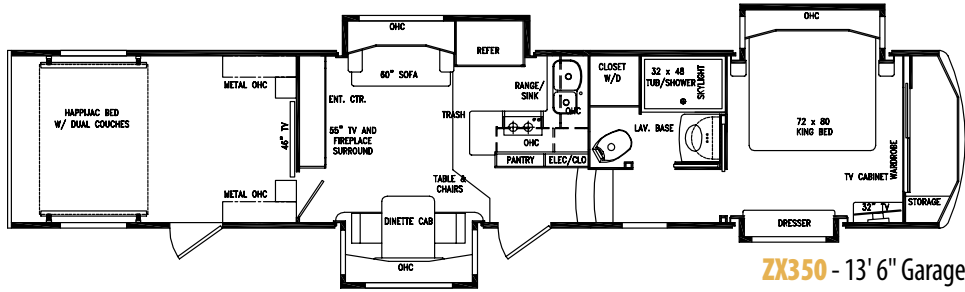 HAPPIJAC BED
W/ DUAL COUCHES
METAL OHC
46" TV
METAL OHC
ENT. CTR.
55" TV AND
FIREPLACE
SURROUND
OHC
60" SOFA
REFER
RANGE/
SINK
OHC
TRASH
OHC
PANTRY
ELEC/CLO
TABLE &
CHAIRS
DINETTE CAB
OHC
CLOSET
W/D
32 x 48
TUB/SHOWER
SKYLIGHT
LAV. BASE
OHC
72 x 80
KING BED
TV CABINET
WARDROBE
32" TV
STORAGE
DRESSER
ZX350 - 13' 6" Garage